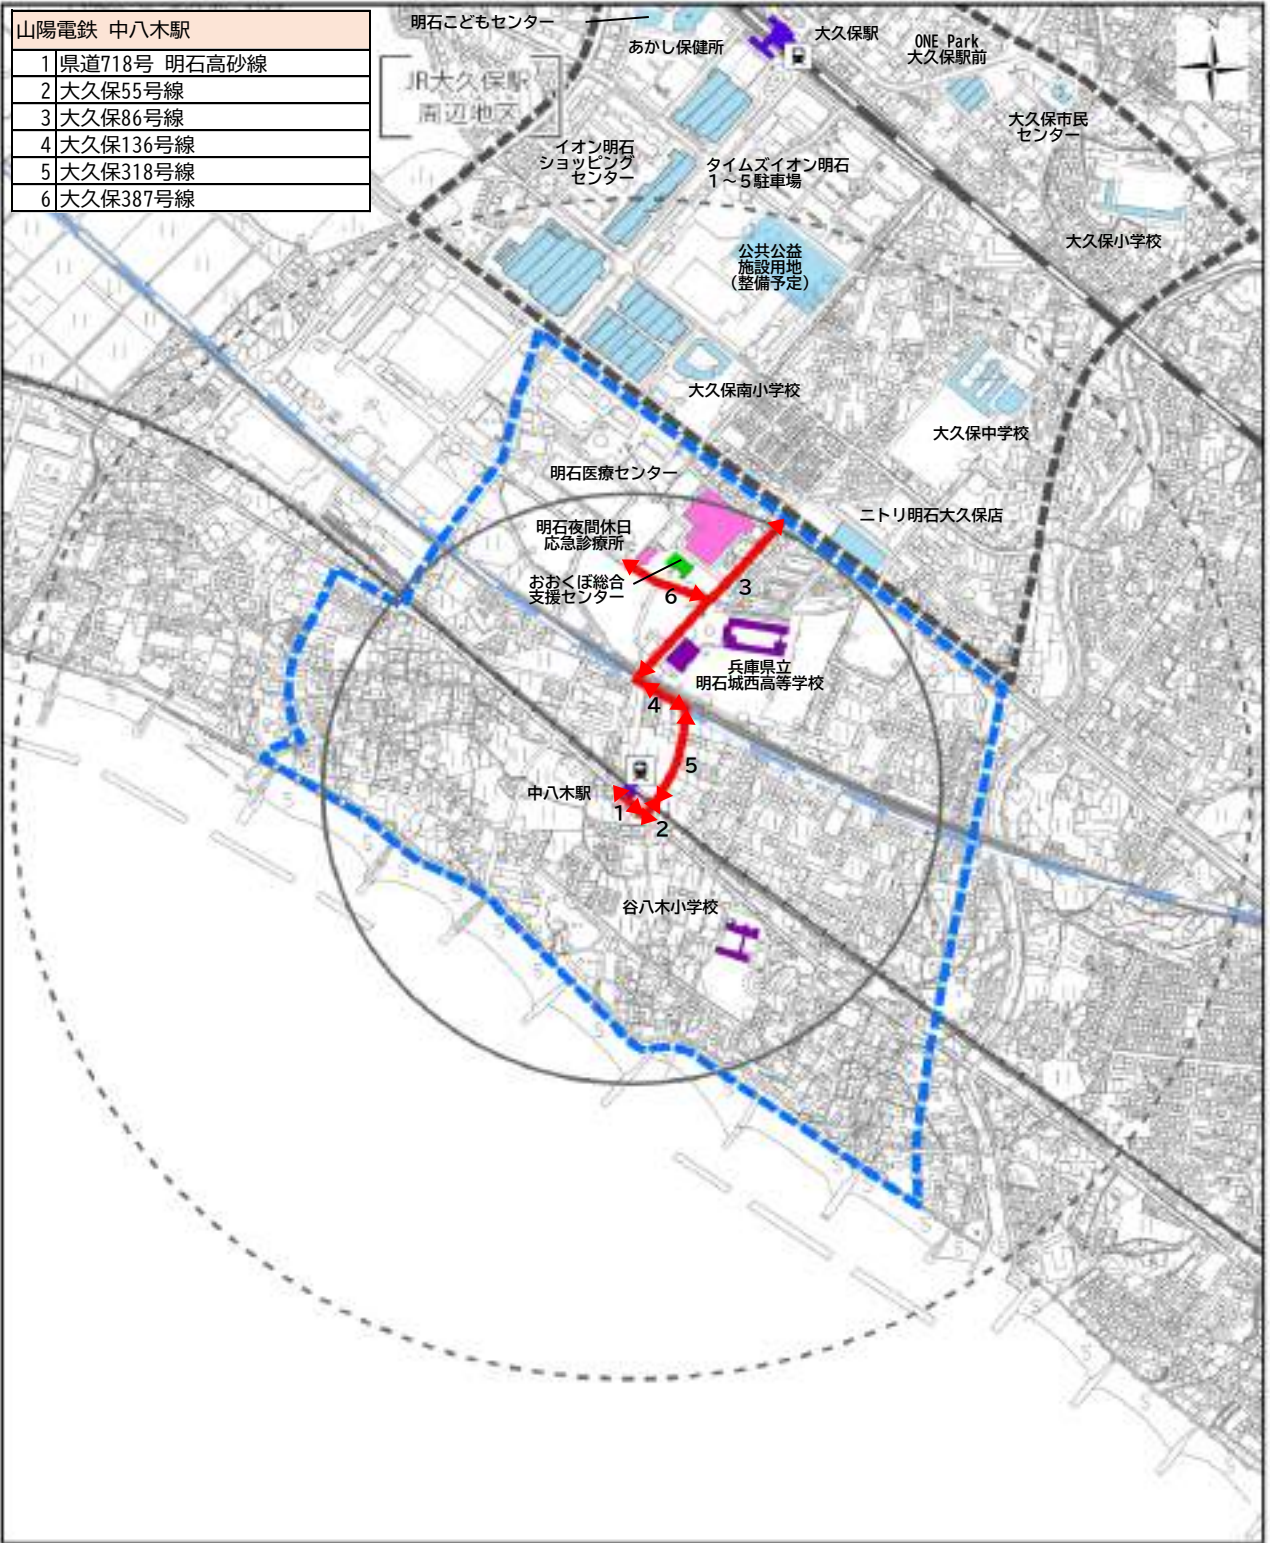 山陽電鉄 中八木駅
1 県道718号 明石高砂線
2 大久保55号線
3 大久保86号線
4 大久保136号線
5 大久保318号線
6 大久保387号線
明石こどもセンター
あかし保健所
大久保駅
ONE Park
大久保駅前
JR大久保駅
周辺地区
大久保市民
センター
イオン明石
ショッピング
センター
タイムズイオン明石
1～5駐車場
大久保小学校
公共公益
施設用地
(整備予定)
大久保南小学校
大久保中学校
明石医療センター
ニトリ明石大久保店
明石夜間休日
応急診療所
おおくぼ総合
支援センター
3
6
兵庫県立
明石城西高等学校
4
5
中八木駅
1
2
谷八木小学校